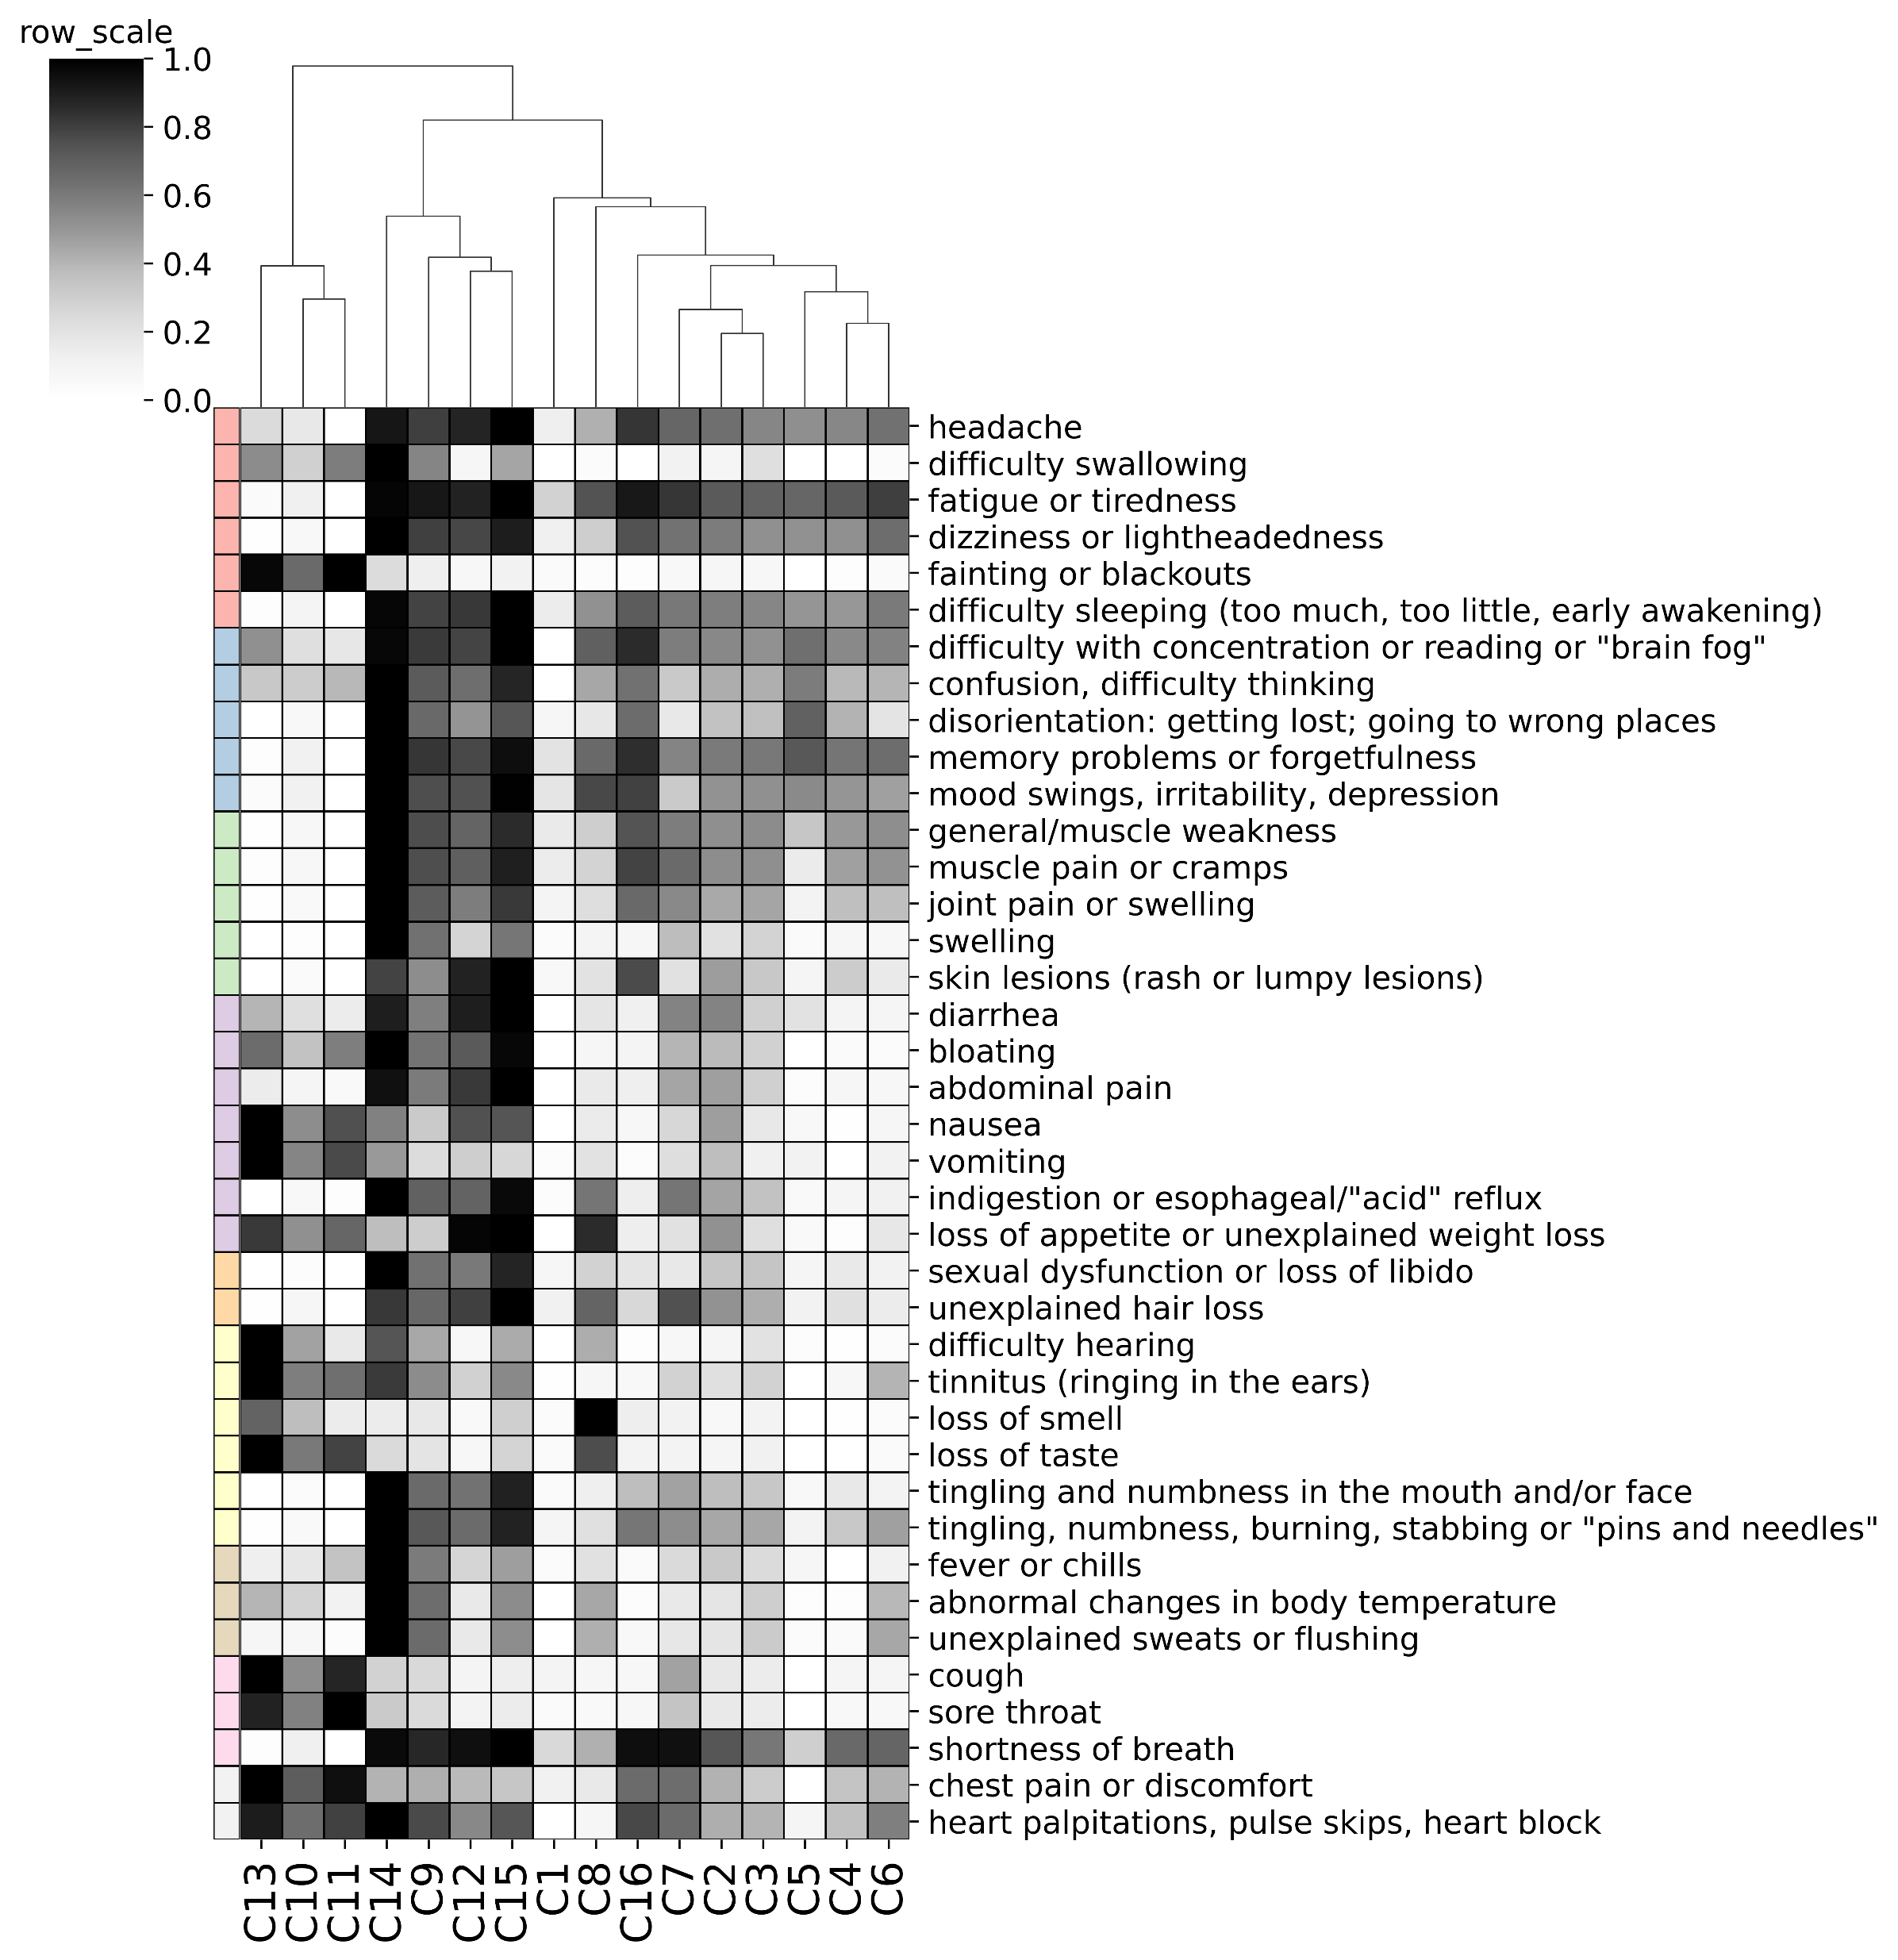 row_scale
1.0
0.8
0.6
0.4
0.2
0.0
headache
difficulty swallowing
fatigue or tiredness
dizziness or lightheadedness
fainting or blackouts
difficulty sleeping (too much, too little, early awakening)
difficulty with concentration or reading or "brain fog"
confusion, difficulty thinking
disorientation: getting lost; going to wrong places
memory problems or forgetfulness
mood swings, irritability, depression
general/muscle weakness
muscle pain or cramps
joint pain or swelling
swelling
skin lesions (rash or lumpy lesions)
diarrhea
bloating
abdominal pain
nausea
vomiting
indigestion or esophageal/"acid" reflux
loss of appetite or unexplained weight loss
sexual dysfunction or loss of libido
unexplained hair loss
difficulty hearing
tinnitus (ringing in the ears)
loss of smell
loss of taste
tingling and numbness in the mouth and/or face
tingling, numbness, burning, stabbing or "pins and needles"
fever or chills
abnormal changes in body temperature
unexplained sweats or flushing
cough
sore throat
shortness of breath
chest pain or discomfort
heart palpitations, pulse skips, heart block
C13
C10
C11
C14
C9
C12
C15
C1
C8
C16
C7
C2
C3
C5
C4
C6